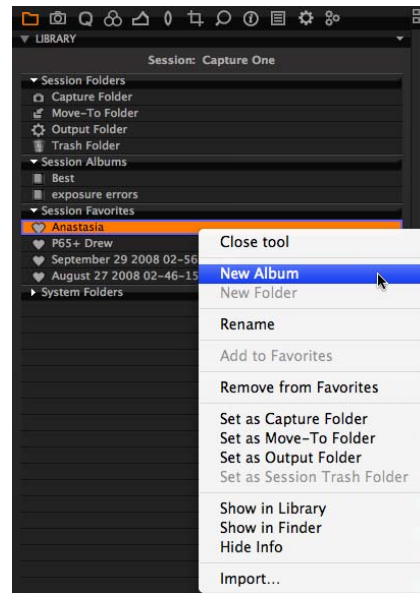 LIBRARY
Session: Capture One
Session Folders
Capture Folder
Move-To Folder
Output Folder
Trash Folder
Session Albums
Best
exposure errors
Session Favorites
Anastasia
P65+ Drew
September 29 2008 02-56
August 27 2008 02-46-15
System Folders
Close tool
New Album
New Folder
Rename
Add to Favorites
Remove from Favorites
Set as Capture Folder
Set as Move-To Folder
Set as Output Folder
Set as Session Trash Folder
Show in Library
Show in Finder
Hide Info
Import...